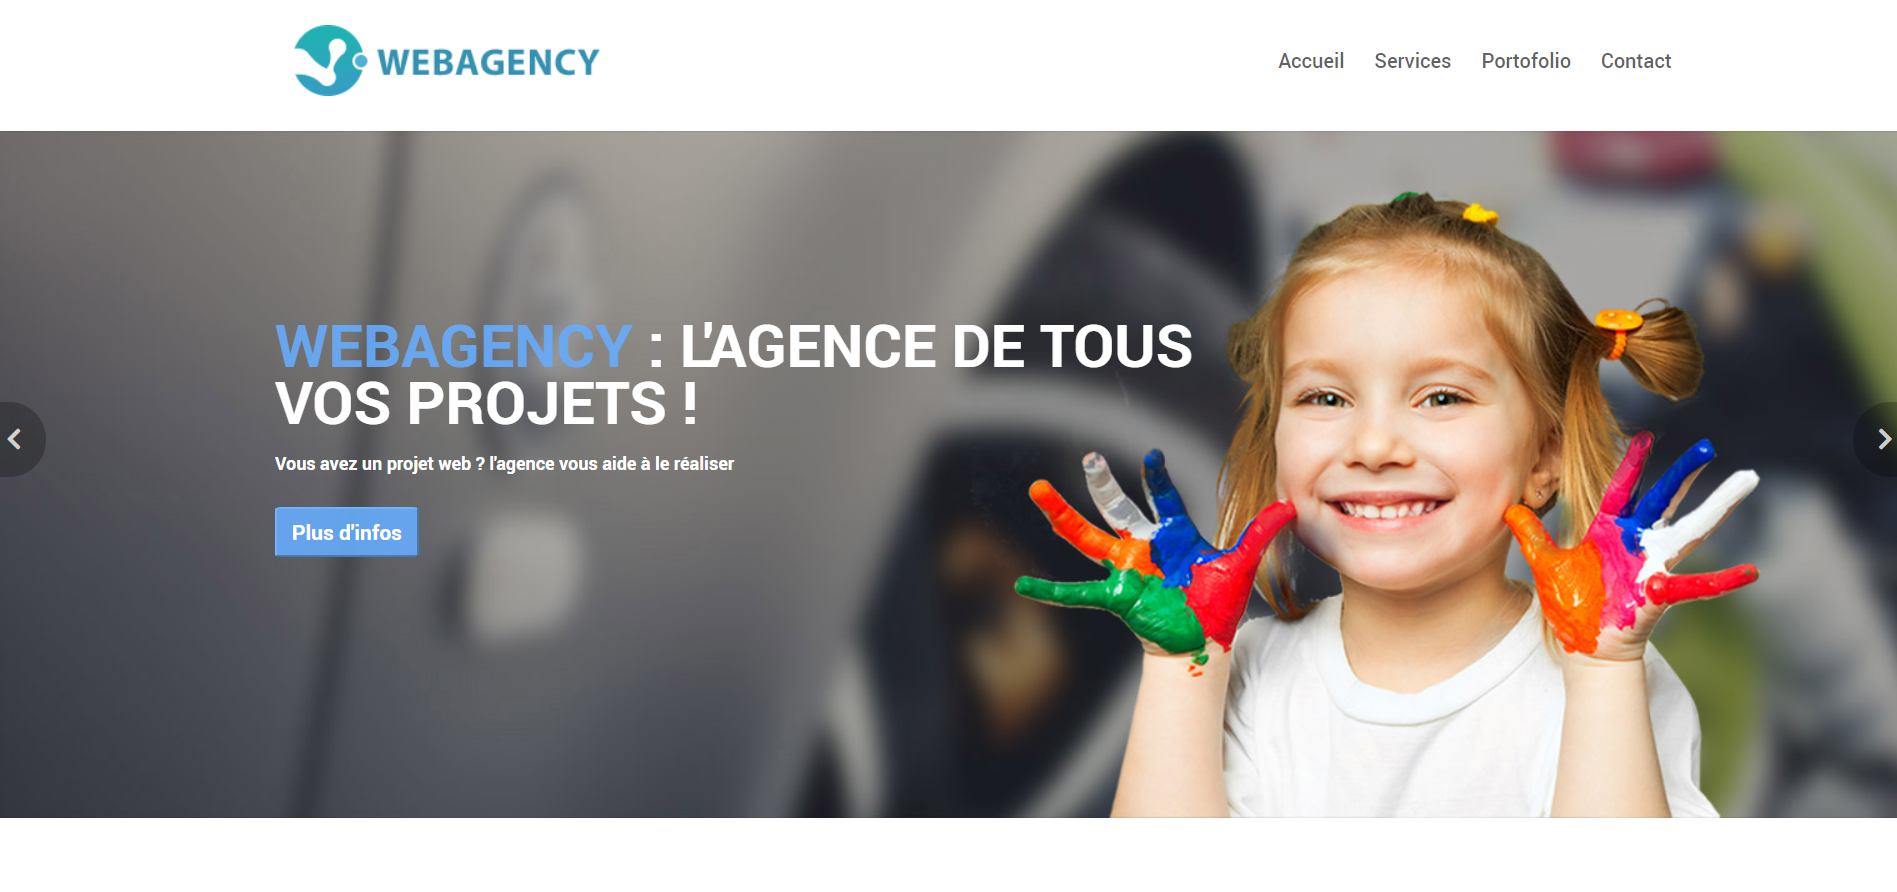 WEBAGENCY
Accueil Services Portofolio Contact
WEBAGENCY : L'AGENCE DE TOUS
VOS PROJETS !
Vous avez un projet web ? l'agence vous aide à le réaliser
Plus d'infos